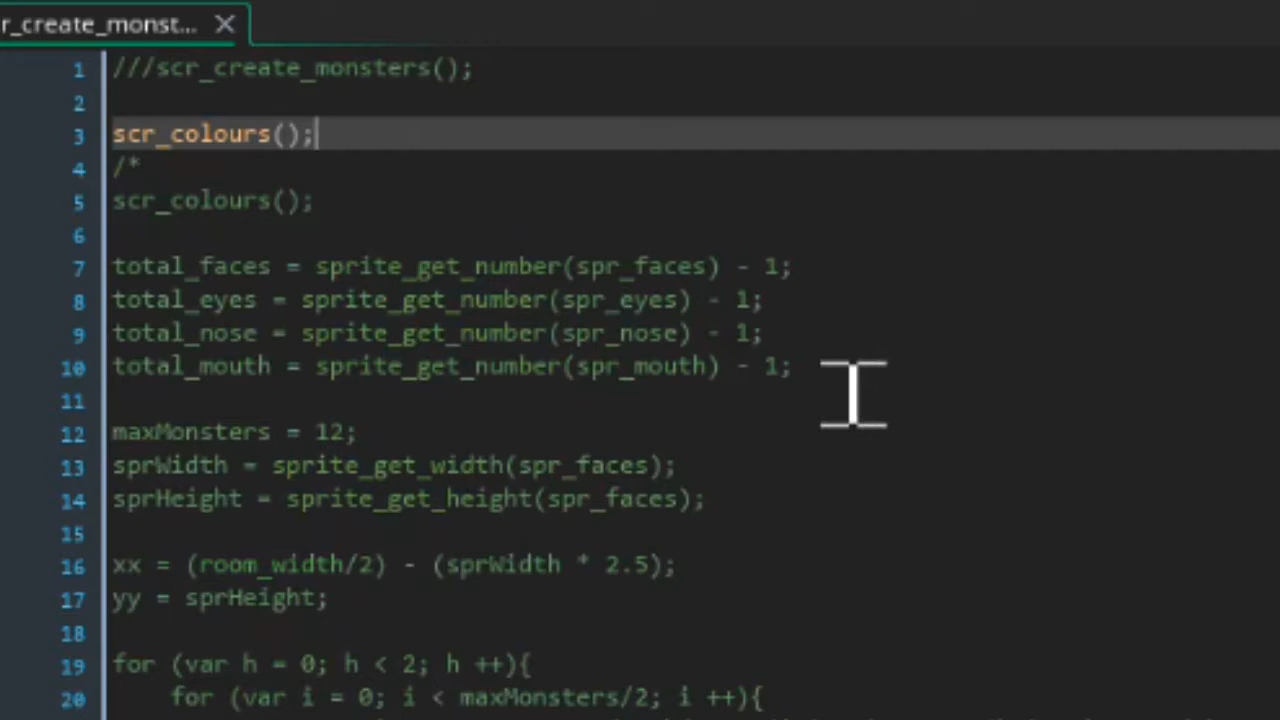 r_create_monst...
1 ///scr_create_monsters();
2
3 scr_colours();
4 /*
5 scr_colours();
6
7 total_faces = sprite_get_number(spr_faces) - 1;
8 total_eyes = sprite_get_number(spr_eyes) - 1;
9 total_nose = sprite_get_number(spr_nose) - 1;
10 total_mouth = sprite_get_number(spr_mouth) - 1;
11
12 maxMonsters = 12;
13 sprWidth = sprite_get_width(spr_faces);
14 sprHeight = sprite_get_height(spr_faces);
15
16 xx = (room_width/2) - (sprWidth * 2.5);
17 yy = sprHeight;
18
19 for (var h = 0; h < 2; h ++){
20 for (var i = 0; i < maxMonsters/2; i ++){